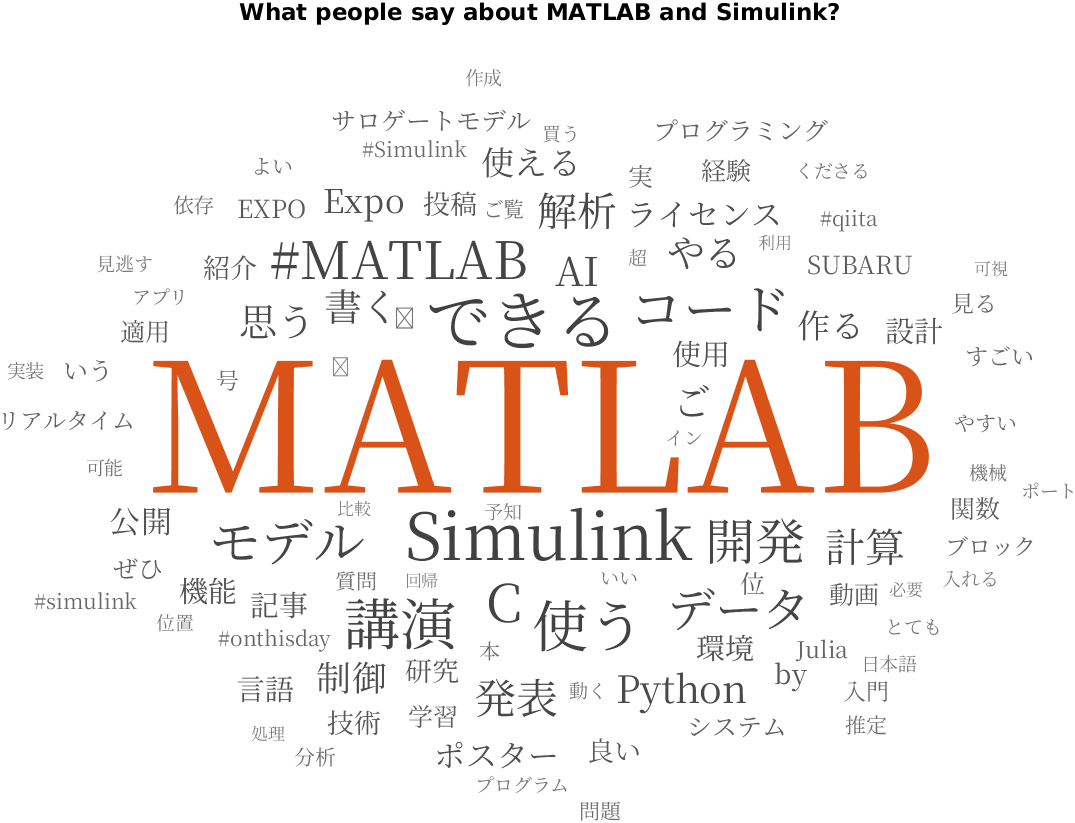 What people say about MATLAB and Simulink?
作成
サロゲートモデル
買う
プログラミング
#Simulink
使える
よい
実
経験
くださる
依存
EXPO
Expo
投稿
ご覧
解析
ライセンス
#qiita
見逃す
紹介
#MATLAB
AI
超
やる
利用
SUBARU
可視
アプリ
適用
思う
書く
できる
コード
作る
設計
見る
実装
いう
号
使用
すごい
リアルタイム
MATLAB
ご
イン
やすい
可能
機械
ポート
公開
モデル
比較
Simulink
予知
開発
計算
関数
ブロック
ぜひ
機能
質問
回帰
いい
位
動画
必要
入れる
#simulink
記事
講演
C
使う
データ
とても
位置
#onthisday
本
環境
Julia
日本語
言語
制御
研究
発表
動く
Python
by
入門
処理
技術
学習
システム
推定
分析
ポスター
良い
プログラム
問題